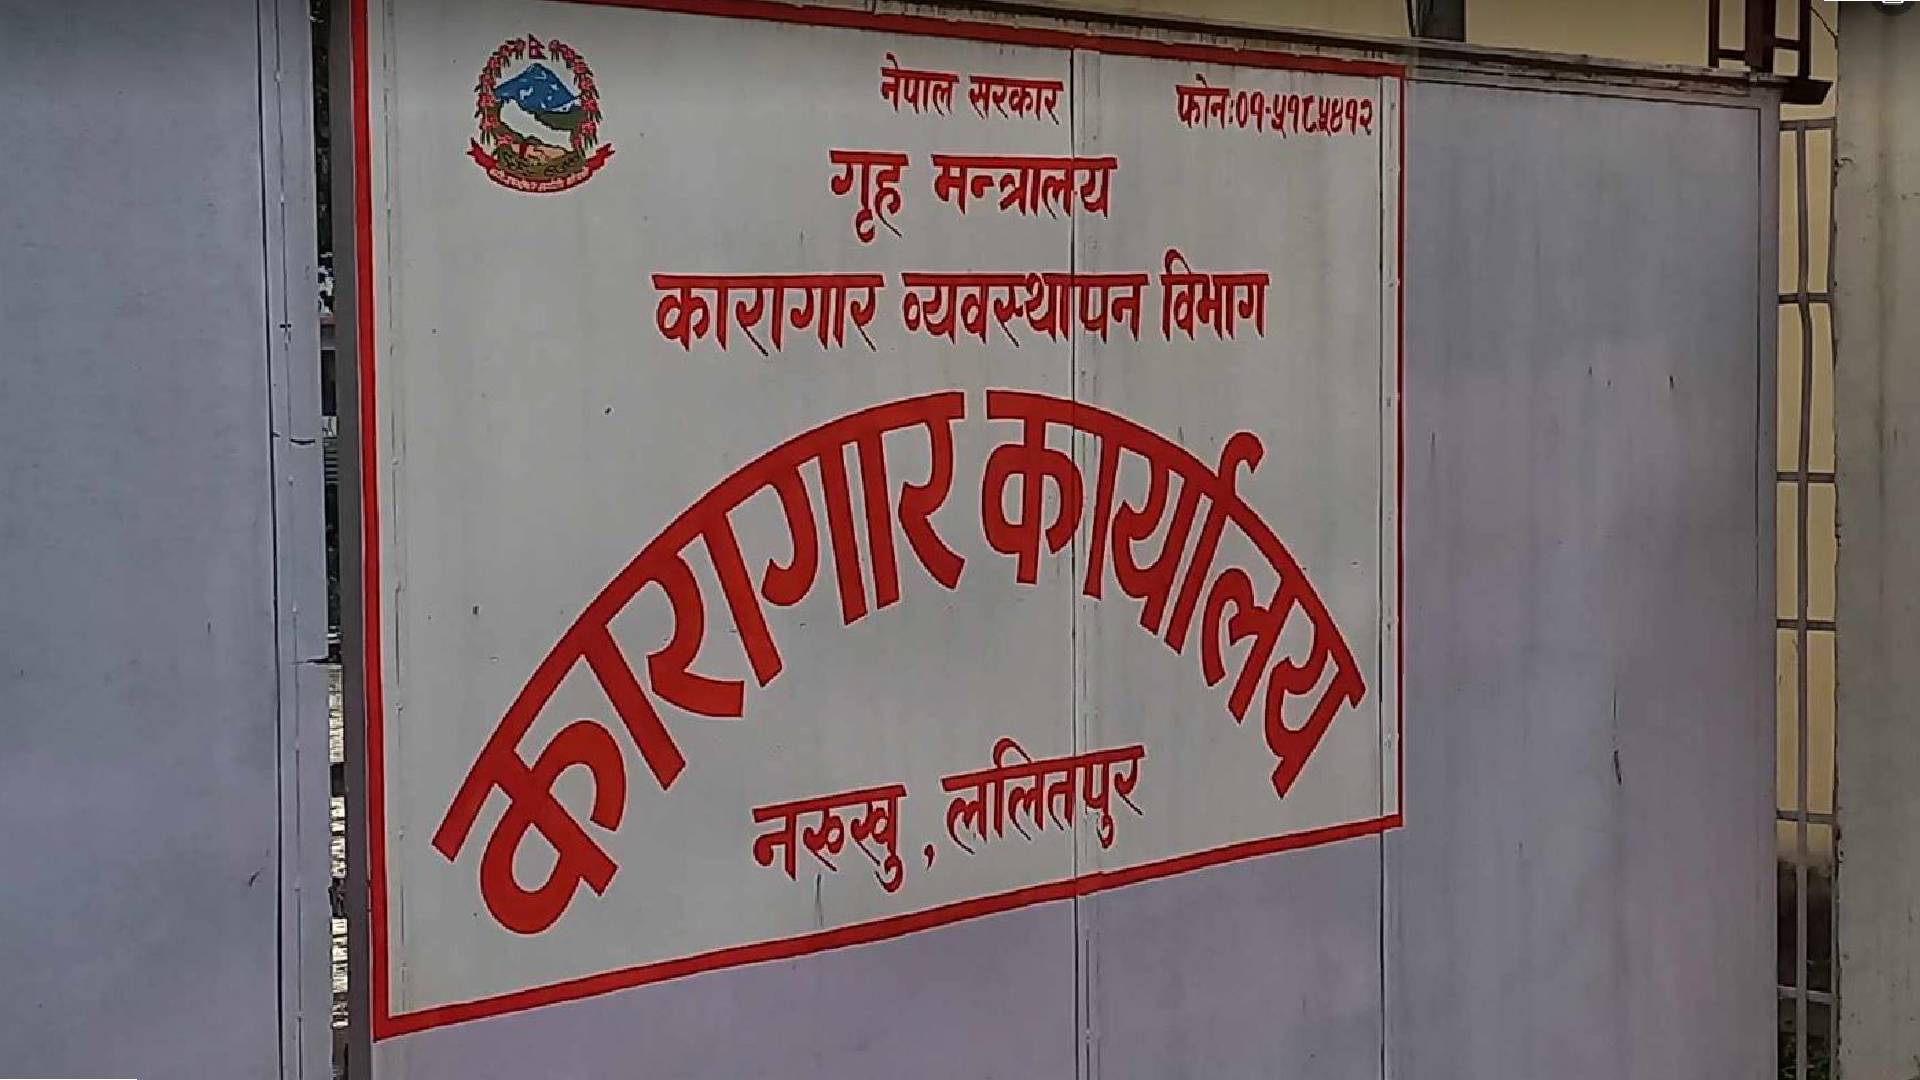 नेपाल सरकार
फोन:०१-५१८५४१२
गृह मन्त्रालय
कारागार व्यवस्थापन विभाग
कारागार कार्यालय
नख्खु, ललितपुर